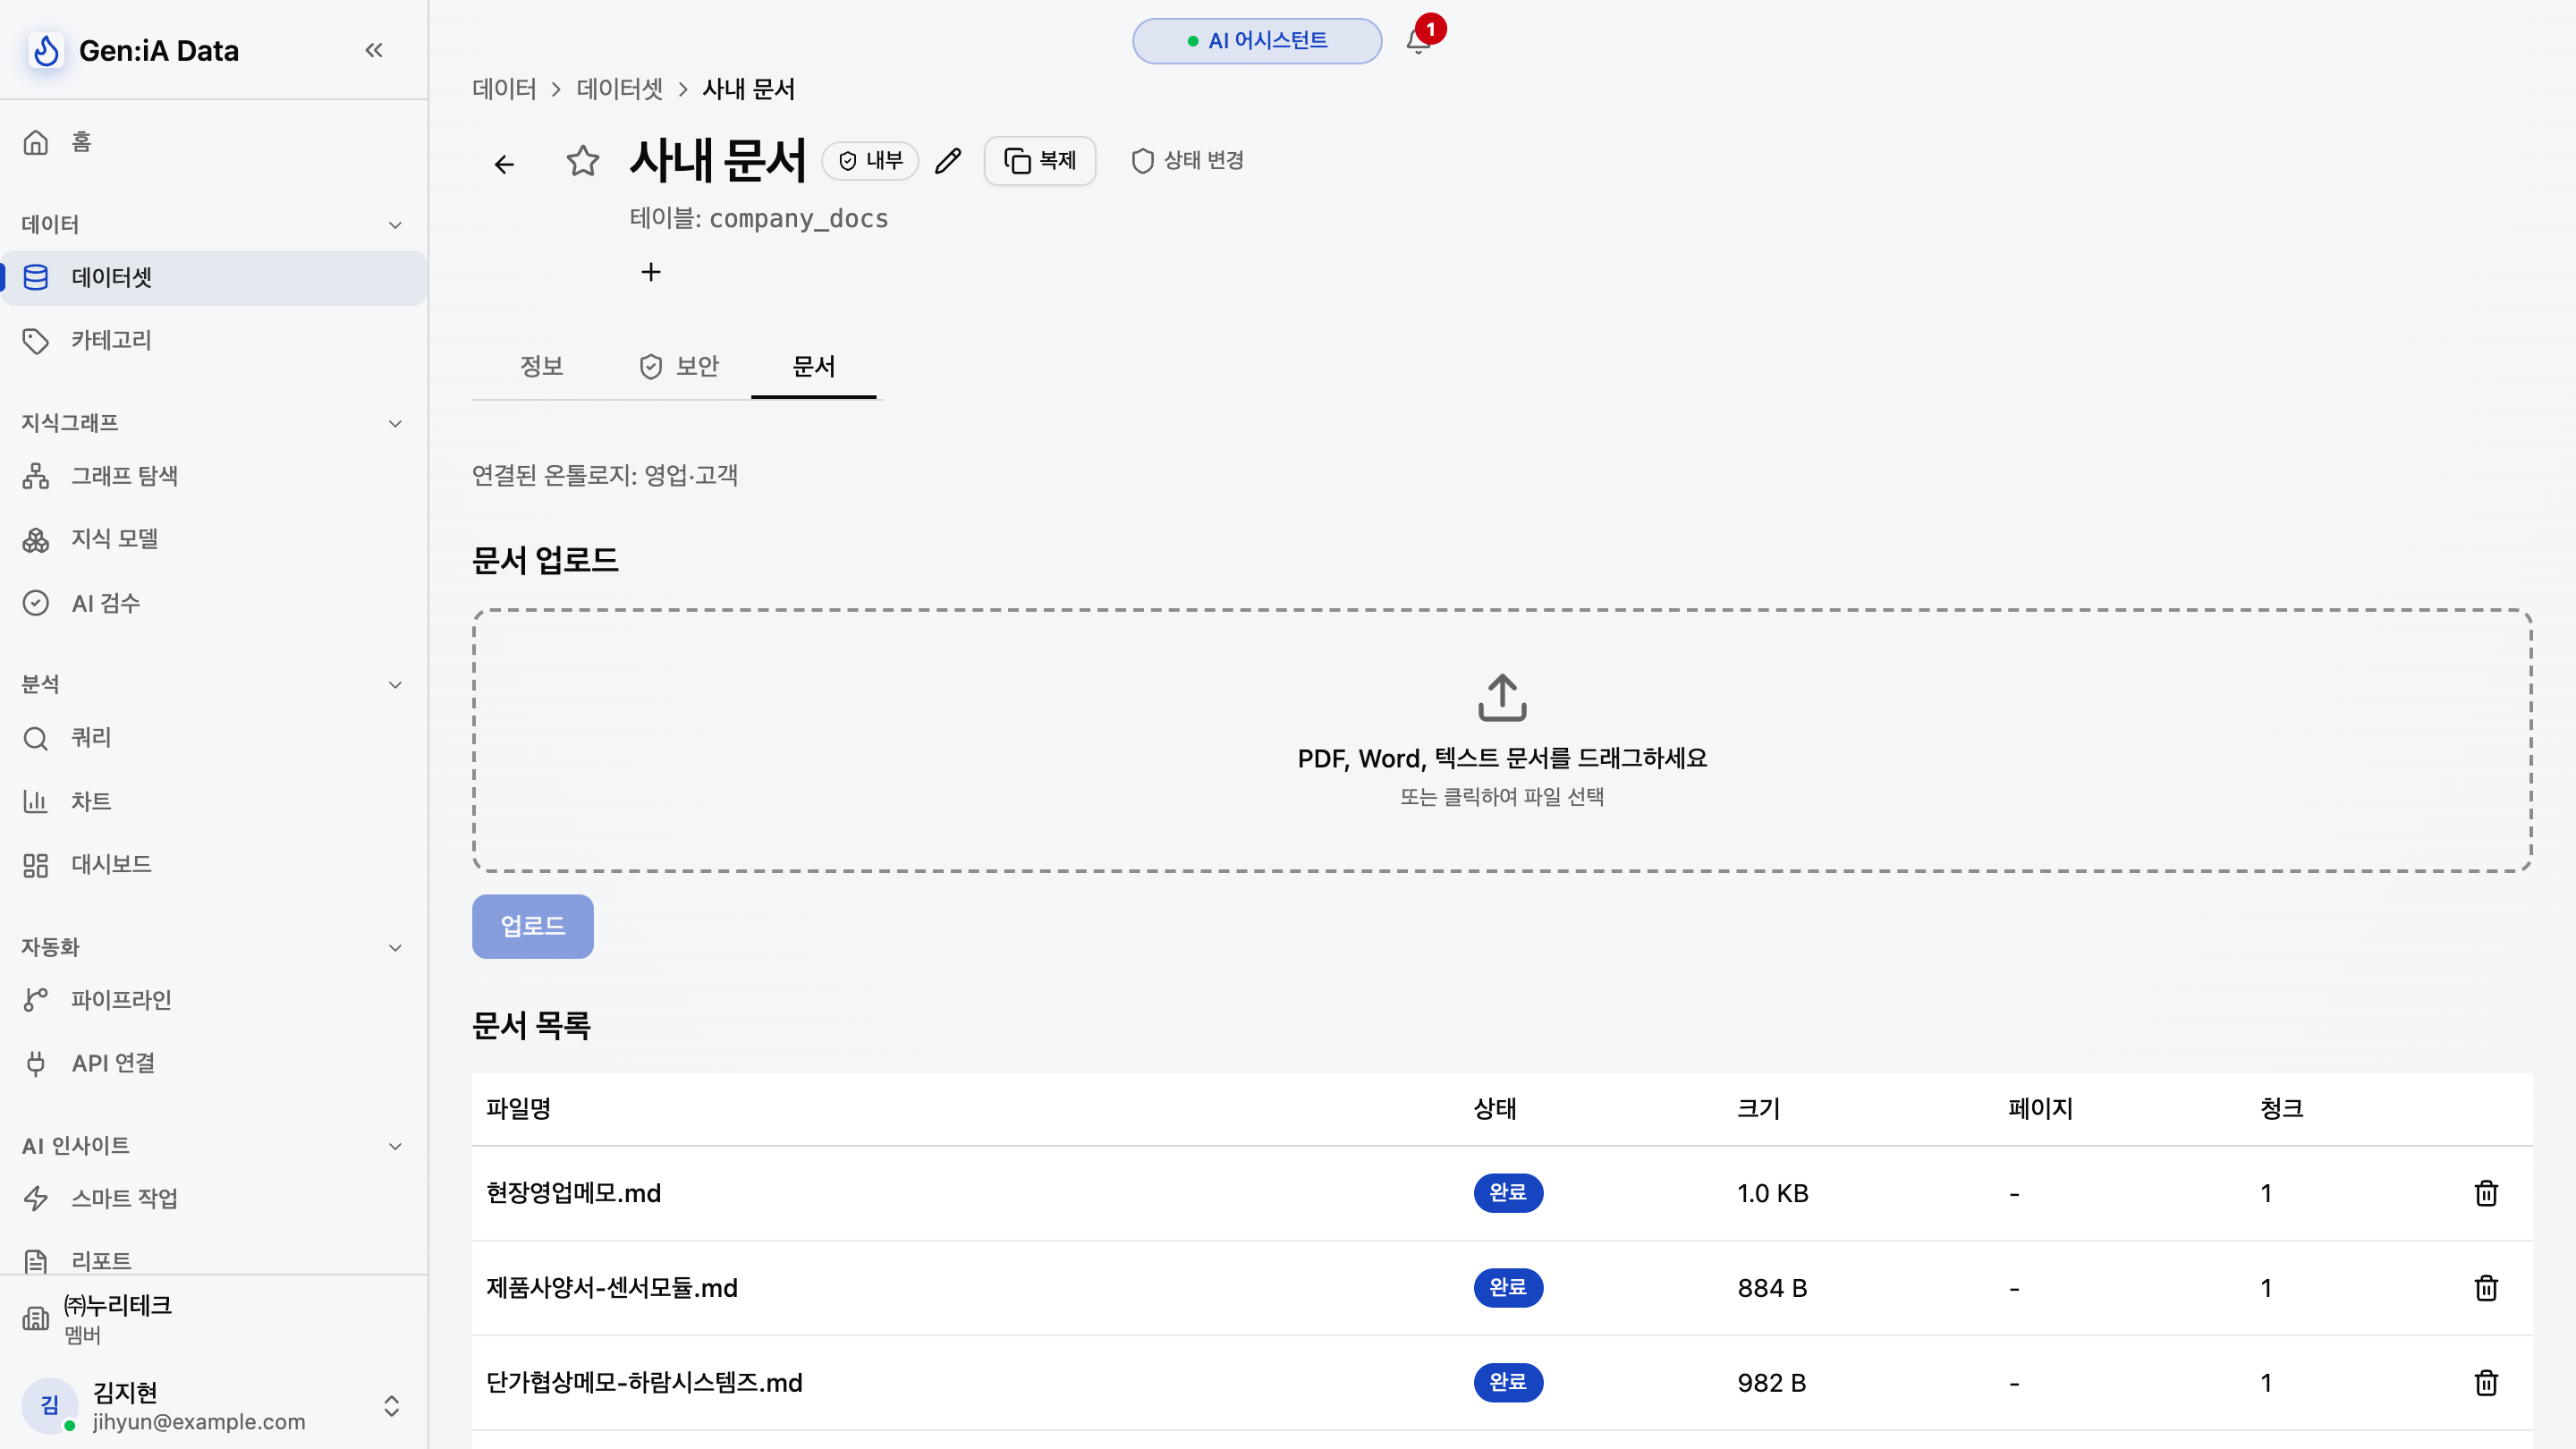 Gen:iA Data
AI 어시스턴트
1
홈
데이터
데이터셋
카테고리
지식그래프
그래프 탐색
지식 모델
AI 검수
분석
쿼리
차트
대시보드
자동화
파이프라인
API 연결
AI 인사이트
스마트 작업
리포트
㈜누리테크
멤버
김
김지현
jihyun@example.com
데이터 > 데이터셋 > 사내 문서
사내 문서 내부 복제 상태 변경
테이블: company_docs
정보 보안 문서
연결된 온톨로지: 영업·고객
문서 업로드
PDF, Word, 텍스트 문서를 드래그하세요
또는 클릭하여 파일 선택
업로드
문서 목록
파일명 상태 크기 페이지 청크
현장영업메모.md 완료 1.0 KB - 1
제품사양서-센서모듈.md 완료 884 B - 1
단가협상메모-하람시스템즈.md 완료 982 B - 1